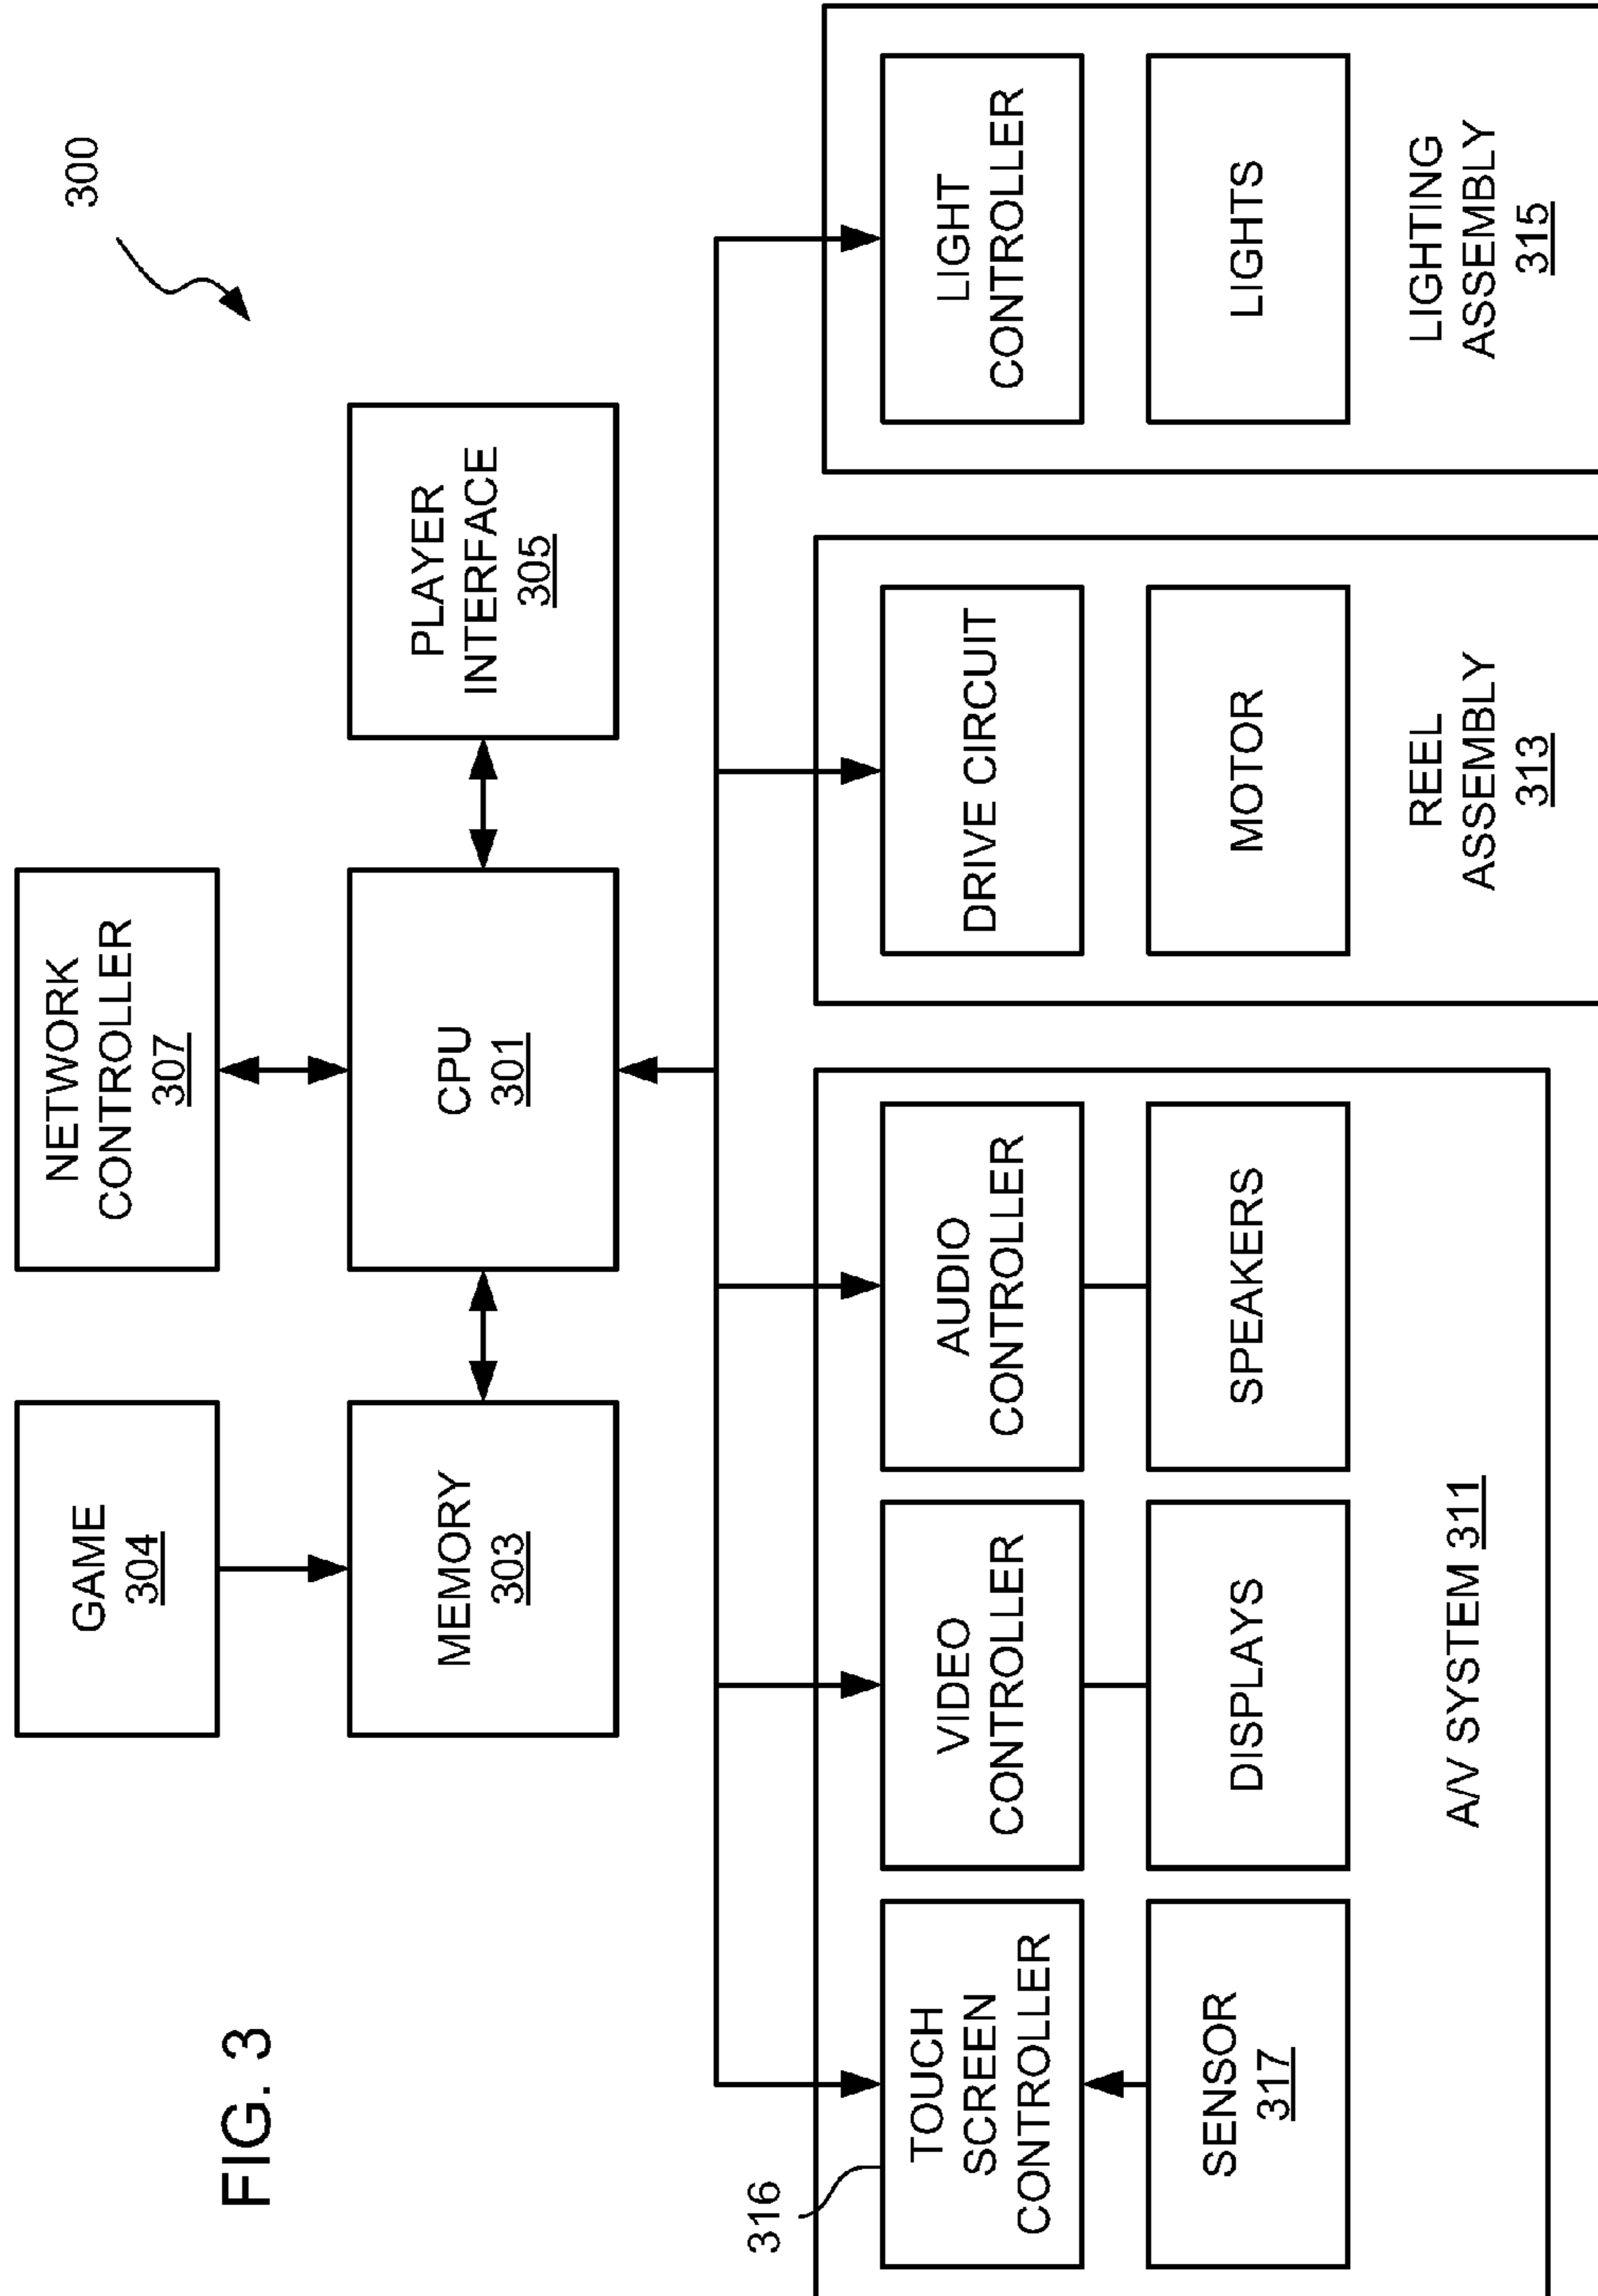 FIG. 3
300
GAME
304
NETWORK
CONTROLLER
307
MEMORY
303
CPU
301
PLAYER
INTERFACE
305
316
TOUCH
SCREEN
CONTROLLER
VIDEO
CONTROLLER
AUDIO
CONTROLLER
DRIVE CIRCUIT
LIGHT
CONTROLLER
SENSOR
317
DISPLAYS
SPEAKERS
MOTOR
LIGHTS
A/V SYSTEM 311
REEL
ASSEMBLY
313
LIGHTING
ASSEMBLY
315